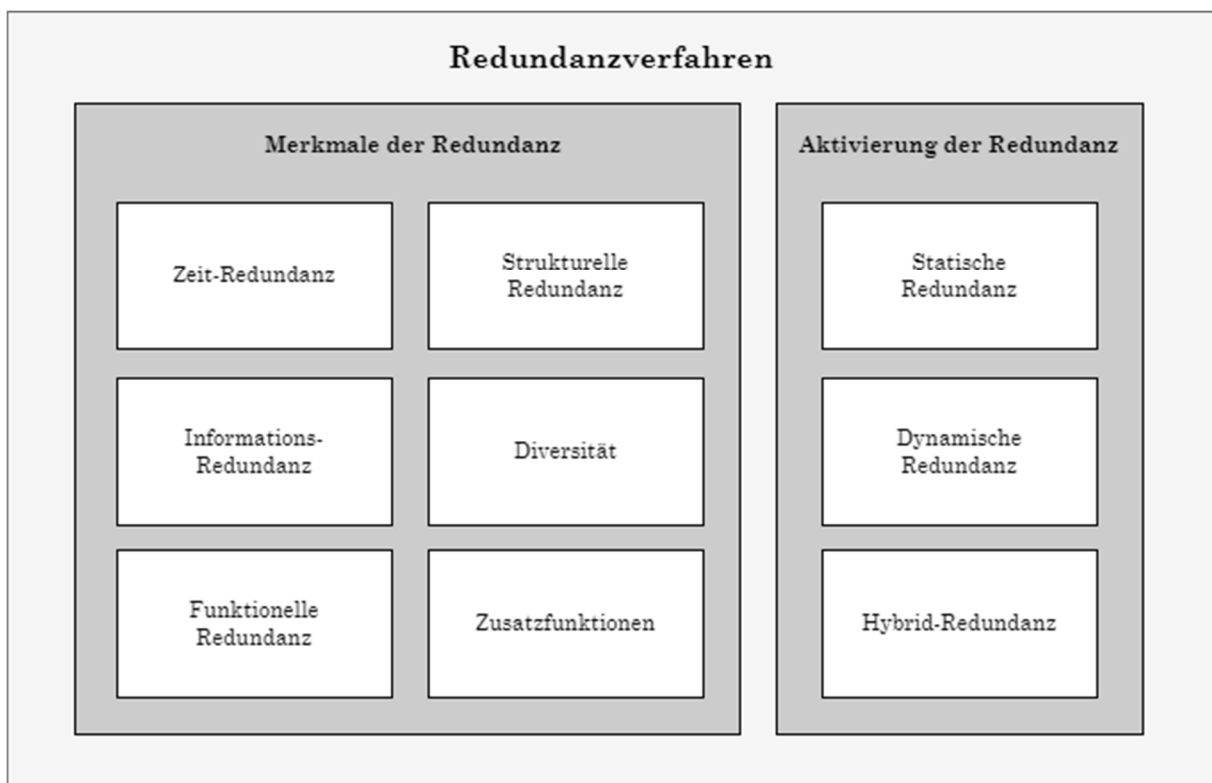 Redundanzverfahren
Merkmale der Redundanz
Zeit-Redundanz
Strukturelle
Redundanz
Informations-
Redundanz
Diversität
Funktionelle
Redundanz
Zusatzfunktionen
Aktivierung der Redundanz
Statische
Redundanz
Dynamische
Redundanz
Hybrid-Redundanz